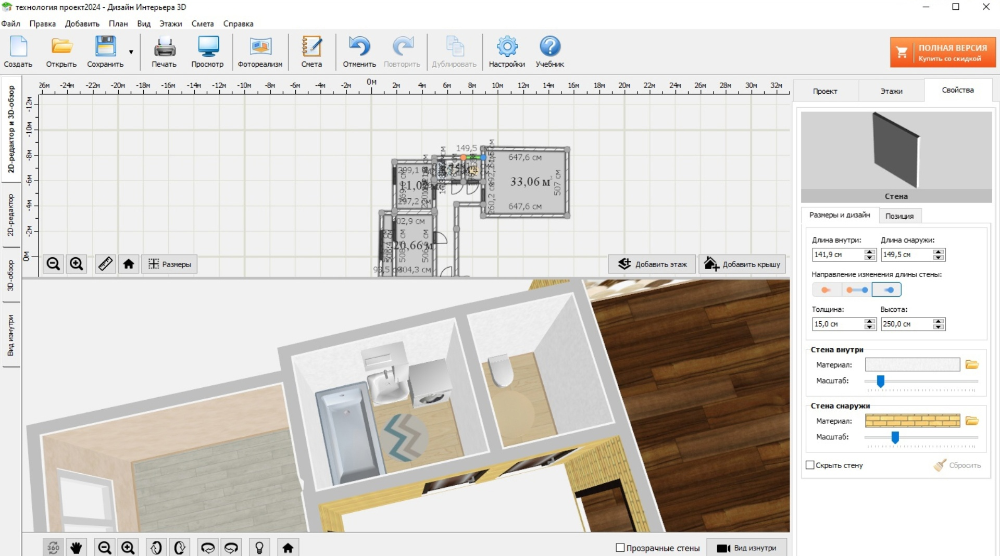 технология проект2024 - Дизайн Интерьера 3D
Файл Правка Добавить План Вид Этажи Смета Справка
Создать Открыть Сохранить Печать Просмотр Фотореализм Смета Отменить Повторить Дублировать Настройки Учебник
ПОЛНАЯ ВЕРСИЯ
Купить со скидкой
26м -24м -22м -20м -18м -16м -14м -12м -10м -8м -6м -4м -2м 0м 2м 4м 6м 8м 10м 12м 14м 16м 18м 20м 22м 24м 26м 28м 30м 32м
-12м
-10м
-8м
-6м
-4м
-2м
0м
2D-редактор и 3D-обзор
2D-редактор
3D-обзор
Вид изнутри
149,5
647,6 см
33,06 м²
507 см
647,6 см
260,2 см
299,1
11,0
297,2 см
02,9 см
20,66 м
508, см
506,6 см
93,5 см
304,3 см
Размеры
Добавить этаж
Добавить крышу
Проект Этажи Свойства
Стена
Размеры и дизайн Позиция
Длина внутри: Длина снаружи:
141,9 см 149,5 см
Направление изменения длины стены:
Толщина: Высота:
15,0 см 250,0 см
Стена внутри
Материал:
Масштаб:
Стена снаружи
Материал:
Масштаб:
Скрыть стену Сбросить
360
Прозрачные стены Вид изнутри